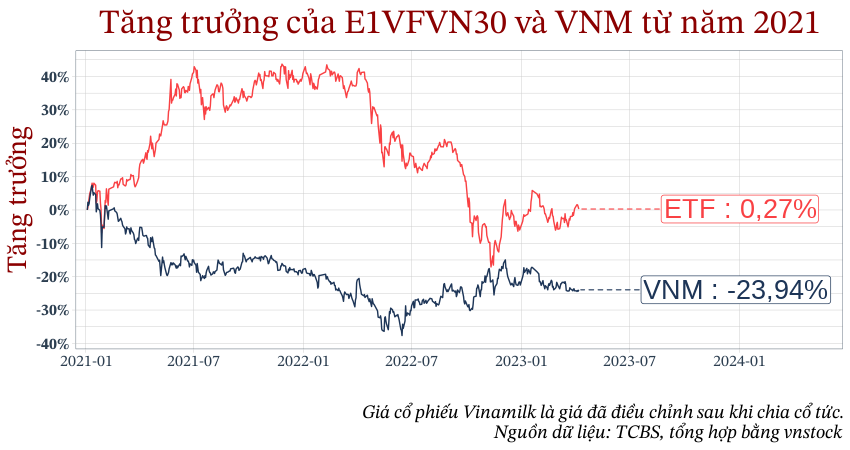 Tăng trưởng của E1VFVN30 và VNM từ năm 2021
Tăng trưởng
40%
30%
20%
10%
0%
-10%
-20%
-30%
-40%
ETF : 0,27%
VNM : -23,94%
2021-01
2021-07
2022-01
2022-07
2023-01
2023-07
2024-01
Giá cổ phiếu Vinamilk là giá đã điều chỉnh sau khi chia cổ tức.
Nguồn dữ liệu: TCBS, tổng hợp bằng vnstock